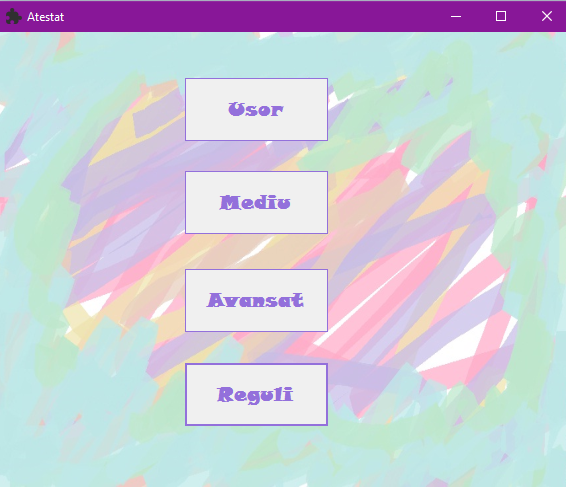 Atestat
Usor
Mediu
Avansat
Reguli